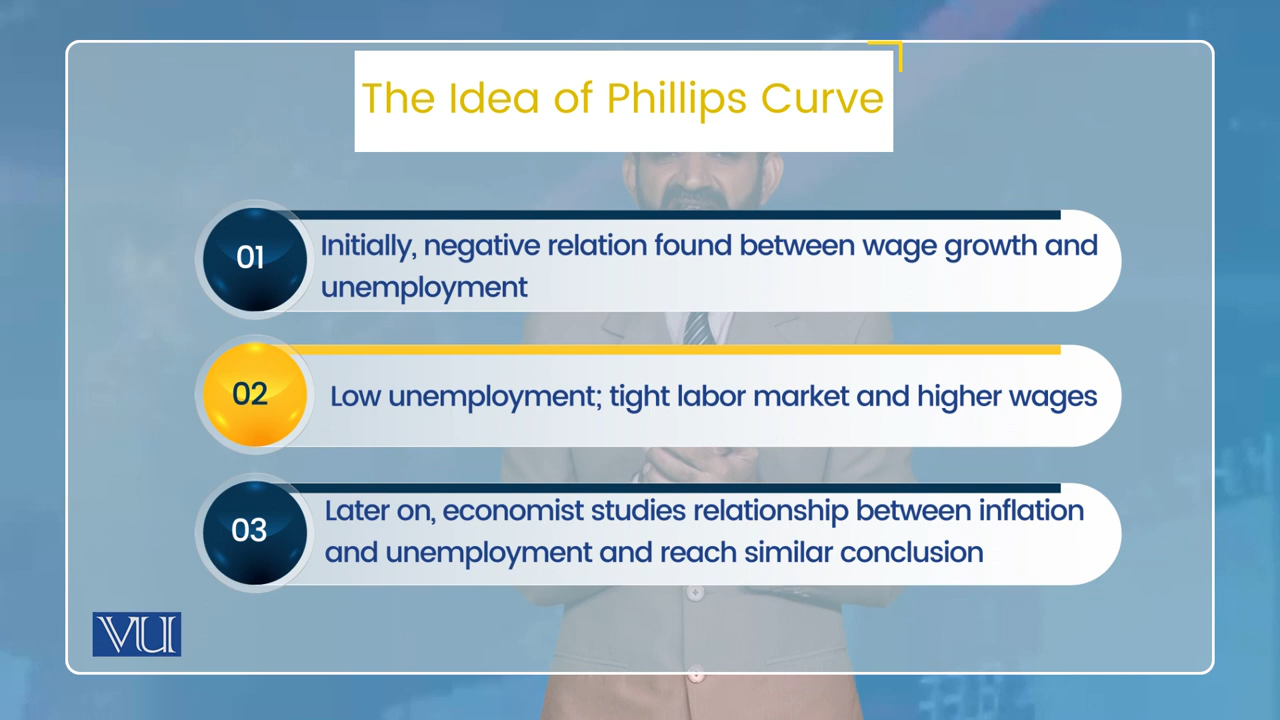 The Idea of Phillips Curve
01
Initially, negative relation found between wage growth and
unemployment
02
Low unemployment; tight labor market and higher wages
03
Later on, economist studies relationship between inflation
and unemployment and reach similar conclusion
VU